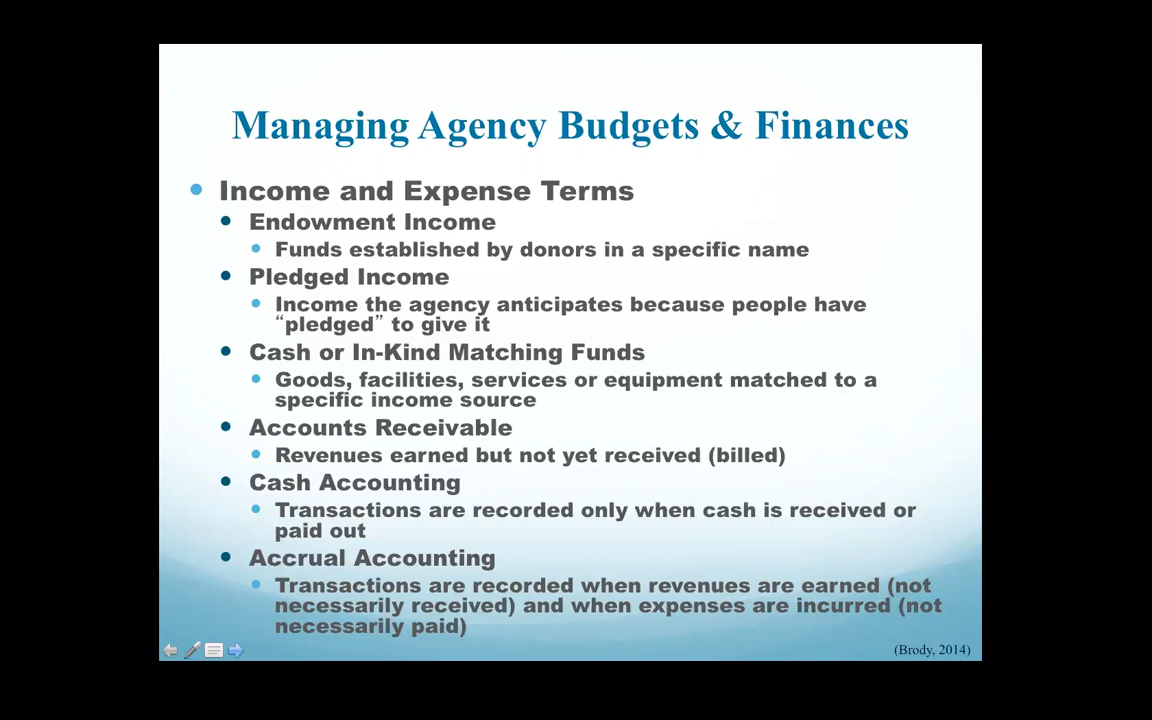 Managing Agency Budgets & Finances
Income and Expense Terms
Endowment Income
Funds established by donors in a specific name
Pledged Income
Income the agency anticipates because people have
“pledged” to give it
Cash or In-Kind Matching Funds
Goods, facilities, services or equipment matched to a
specific income source
Accounts Receivable
Revenues earned but not yet received (billed)
Cash Accounting
Transactions are recorded only when cash is received or
paid out
Accrual Accounting
Transactions are recorded when revenues are earned (not
necessarily received) and when expenses are incurred (not
necessarily paid)
(Brody, 2014)